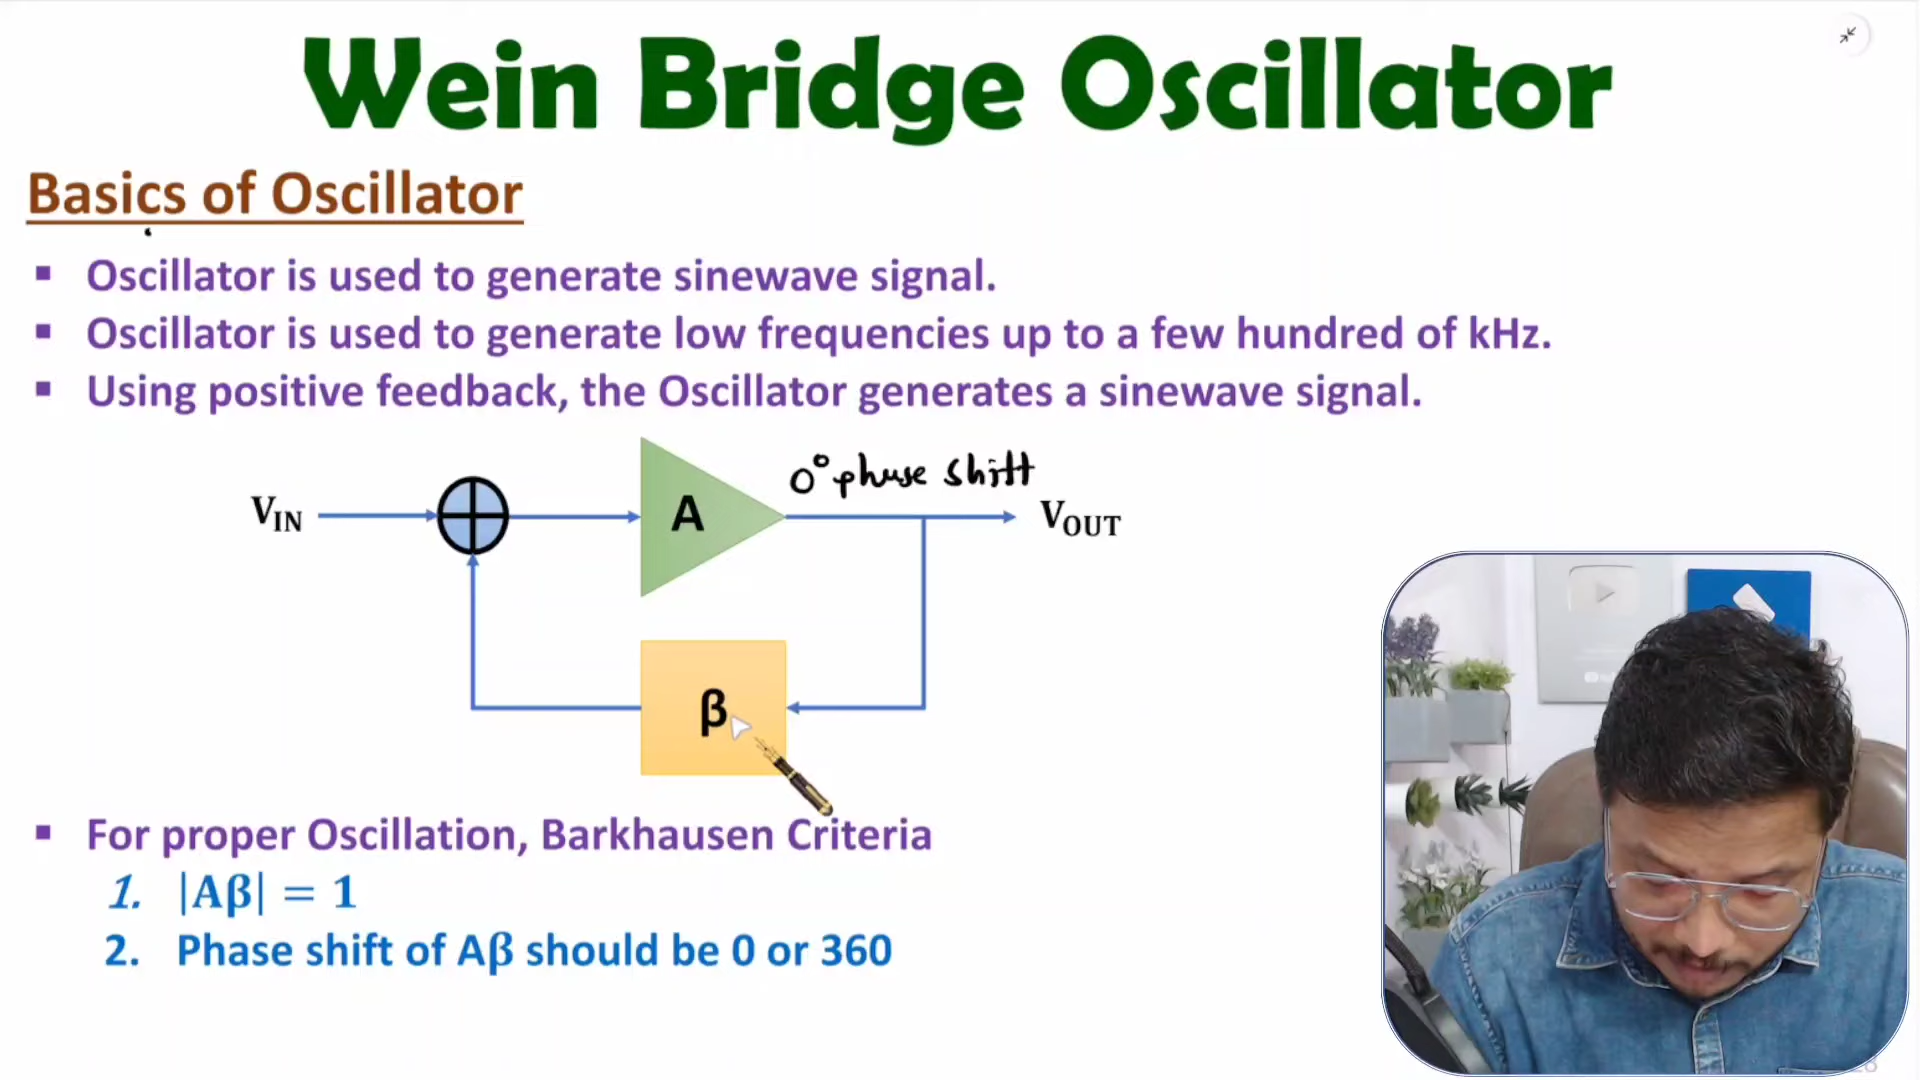 Wein Bridge Oscillator
Basics of Oscillator
▪ Oscillator is used to generate sinewave signal.
▪ Oscillator is used to generate low frequencies up to a few hundred of kHz.
▪ Using positive feedback, the Oscillator generates a sinewave signal.
0° phase shift
V_IN
A
V_OUT
β
▪ For proper Oscillation, Barkhausen Criteria
1. |Aβ| = 1
2. Phase shift of Aβ should be 0 or 360